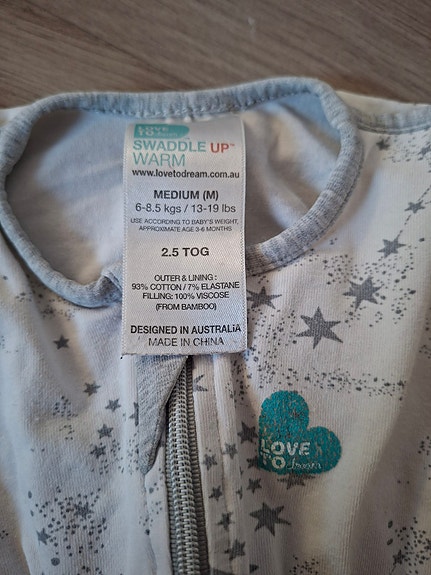 LOVE
TO dream
SWADDLE UP™
WARM
www.lovetodream.com.au
MEDIUM (M)
6-8.5 kgs / 13-19 lbs
USE ACCORDING TO BABY'S WEIGHT,
APPROXIMATE AGE 3-6 MONTHS
2.5 TOG
OUTER & LINING :
93% COTTON / 7% ELASTANE
FILLING: 100% VISCOSE
(FROM BAMBOO)
DESIGNED IN AUSTRALIA
MADE IN CHINA
LOVE
TO dream